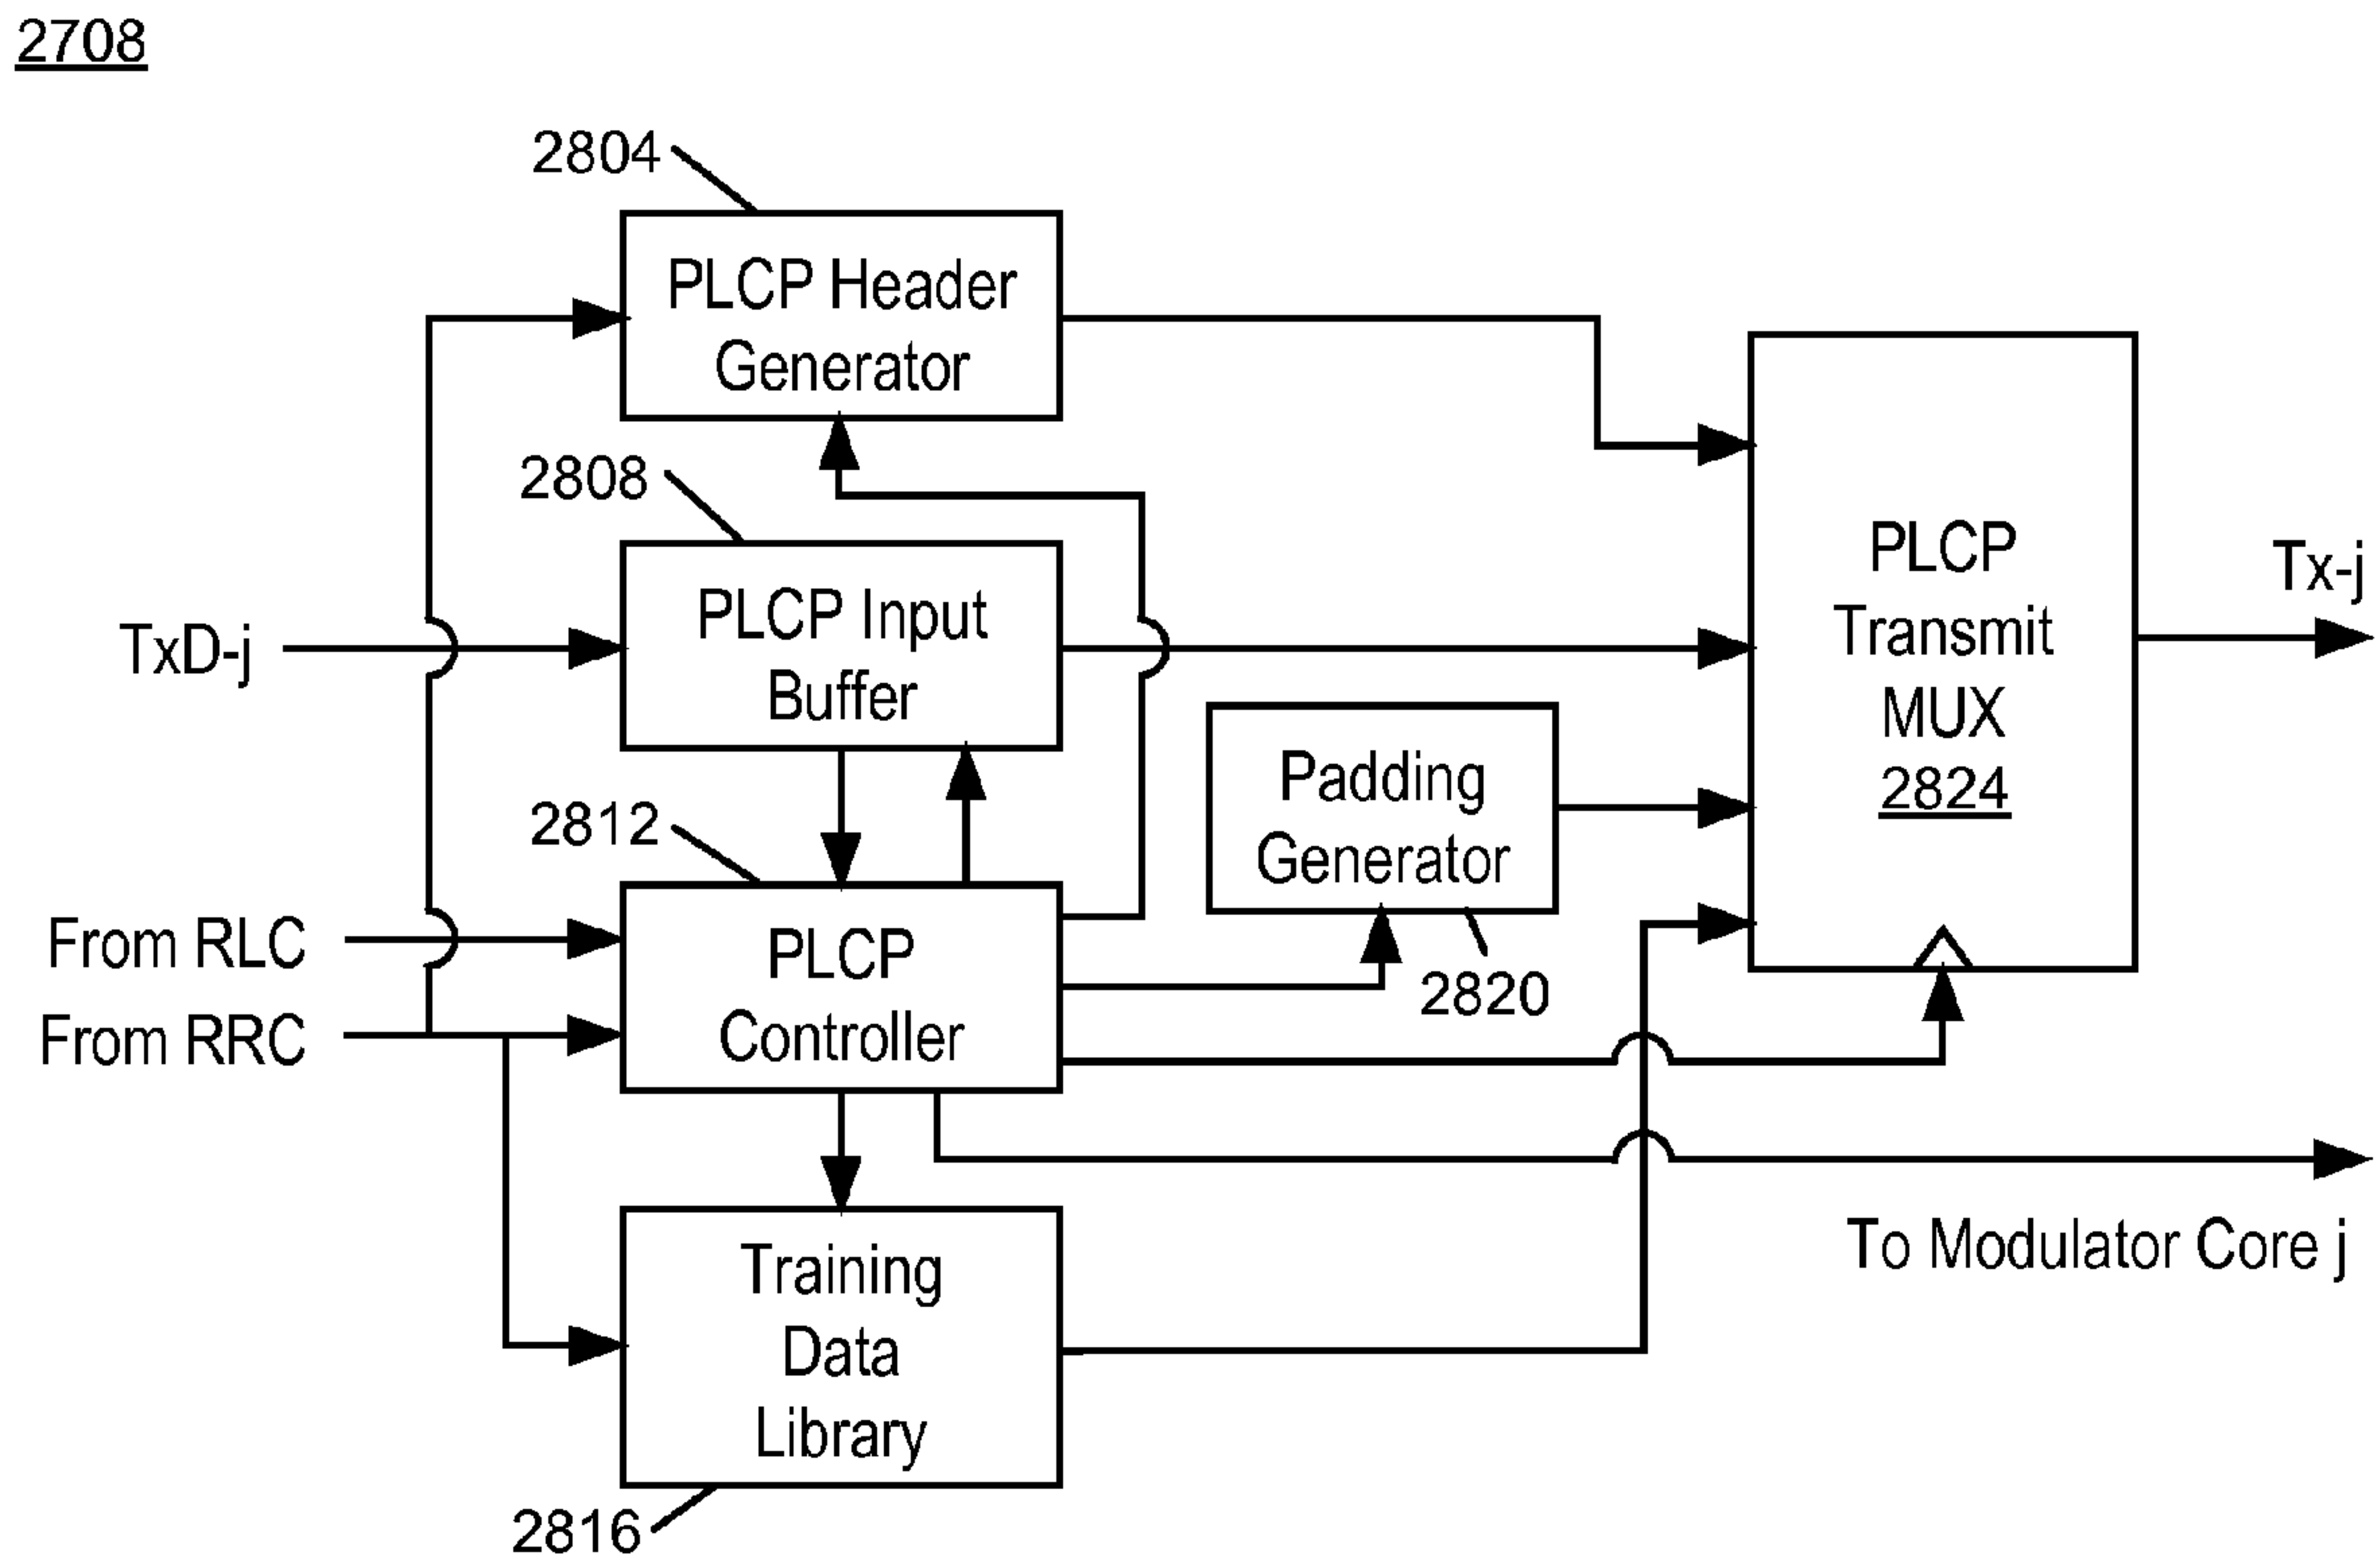 2708
2804
PLCP Header
Generator
2808
PLCP Input
Buffer
TxD-j
PLCP
Transmit
MUX
2824
Tx-j
Padding
Generator
2820
2812
From RLC
From RRC
PLCP
Controller
To Modulator Core j
Training
Data
Library
2816